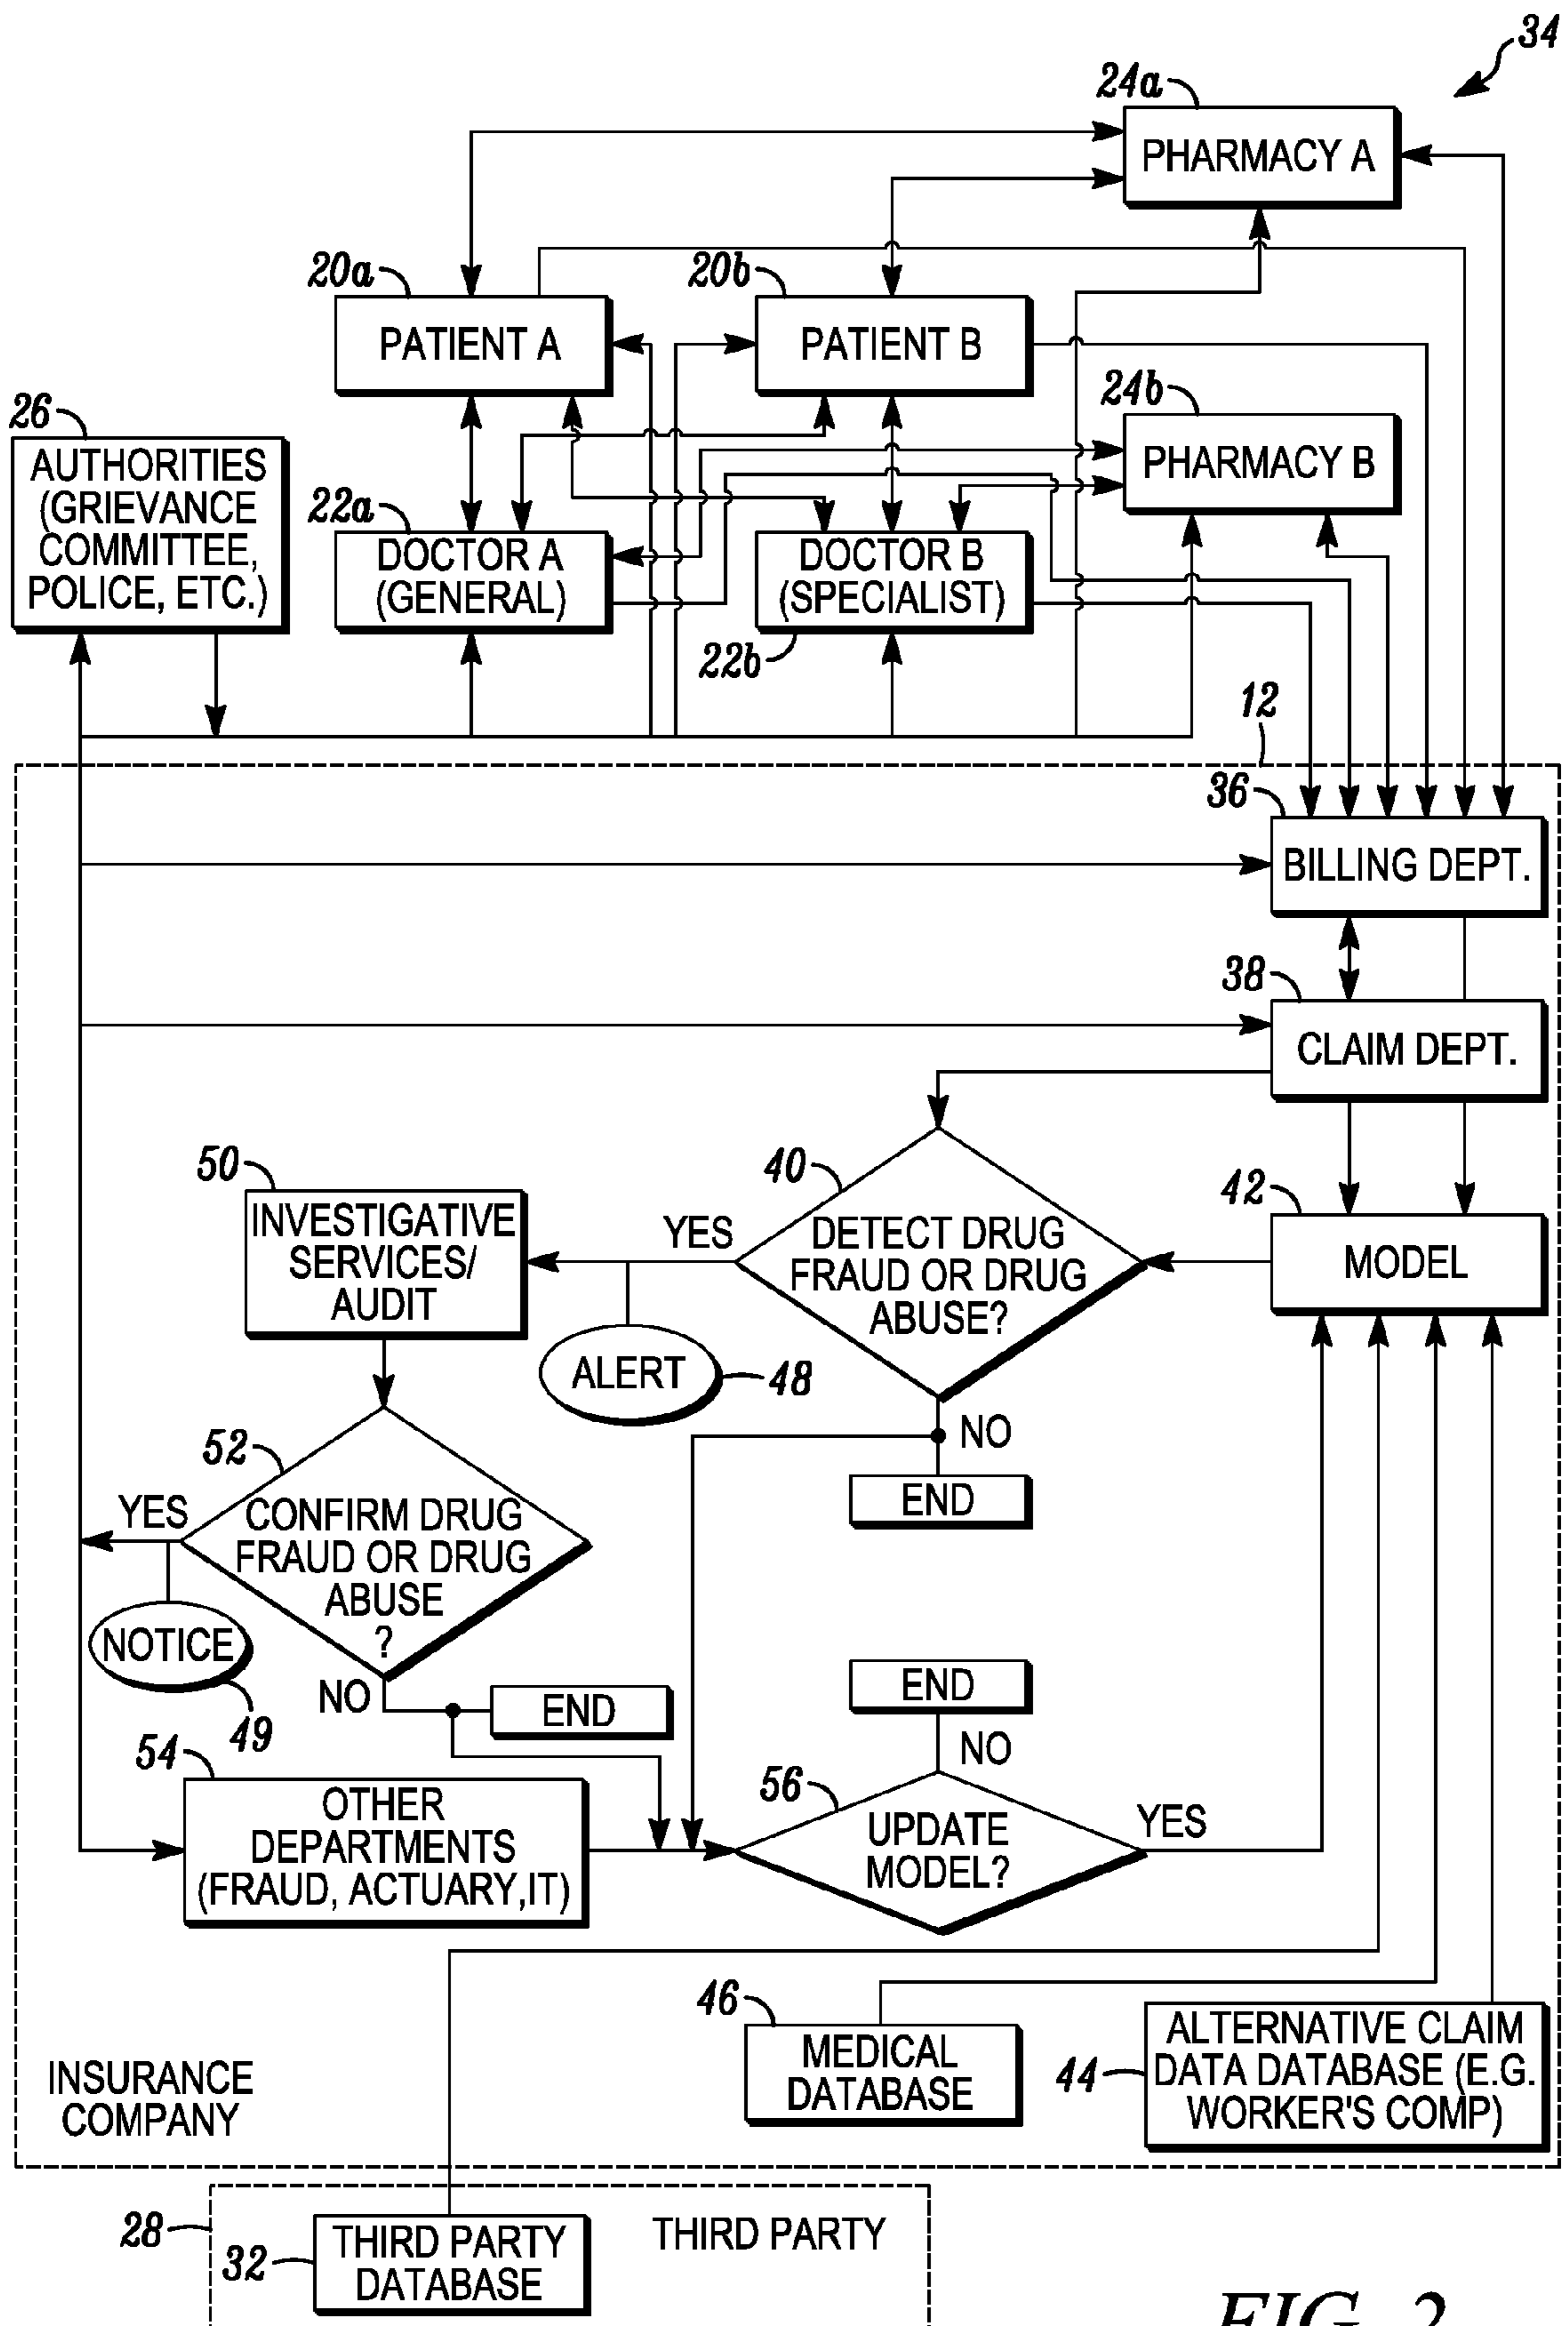 34
24a
PHARMACY A
20a
20b
PATIENT A
PATIENT B
24b
PHARMACY B
26
AUTHORITIES
(GRIEVANCE
COMMITTEE,
POLICE, ETC.)
22a
DOCTOR A
(GENERAL)
DOCTOR B
(SPECIALIST)
22b
12
36
BILLING DEPT.
38
CLAIM DEPT.
50
INVESTIGATIVE
SERVICES/
AUDIT
YES
40
DETECT DRUG
FRAUD OR DRUG
ABUSE?
42
MODEL
ALERT
48
NO
END
52
YES
CONFIRM DRUG
FRAUD OR DRUG
ABUSE
?
NOTICE
49
NO
END
END
NO
54
OTHER
DEPARTMENTS
(FRAUD, ACTUARY,IT)
56
UPDATE
MODEL?
YES
46
MEDICAL
DATABASE
44
ALTERNATIVE CLAIM
DATA DATABASE (E.G.
WORKER'S COMP)
INSURANCE
COMPANY
28
32
THIRD PARTY
DATABASE
THIRD PARTY
FIG. 2